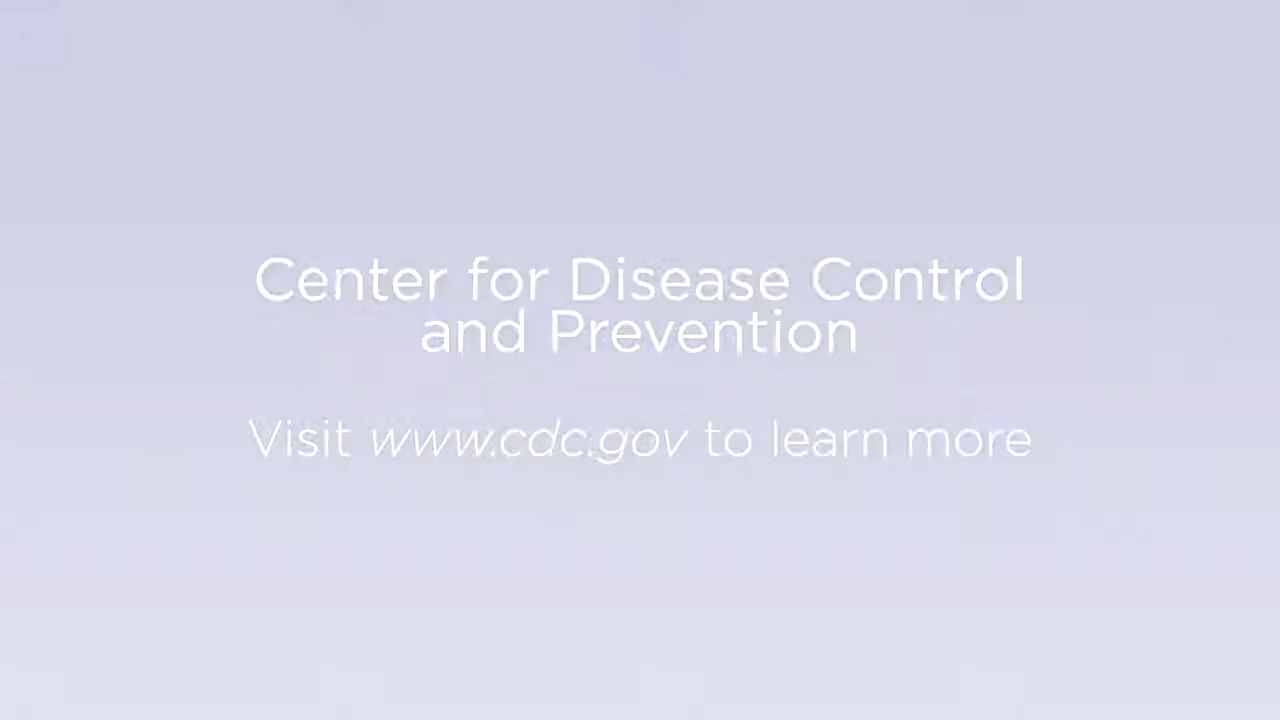 Center for Disease Control
and Prevention
Visit www.cdc.gov to learn more